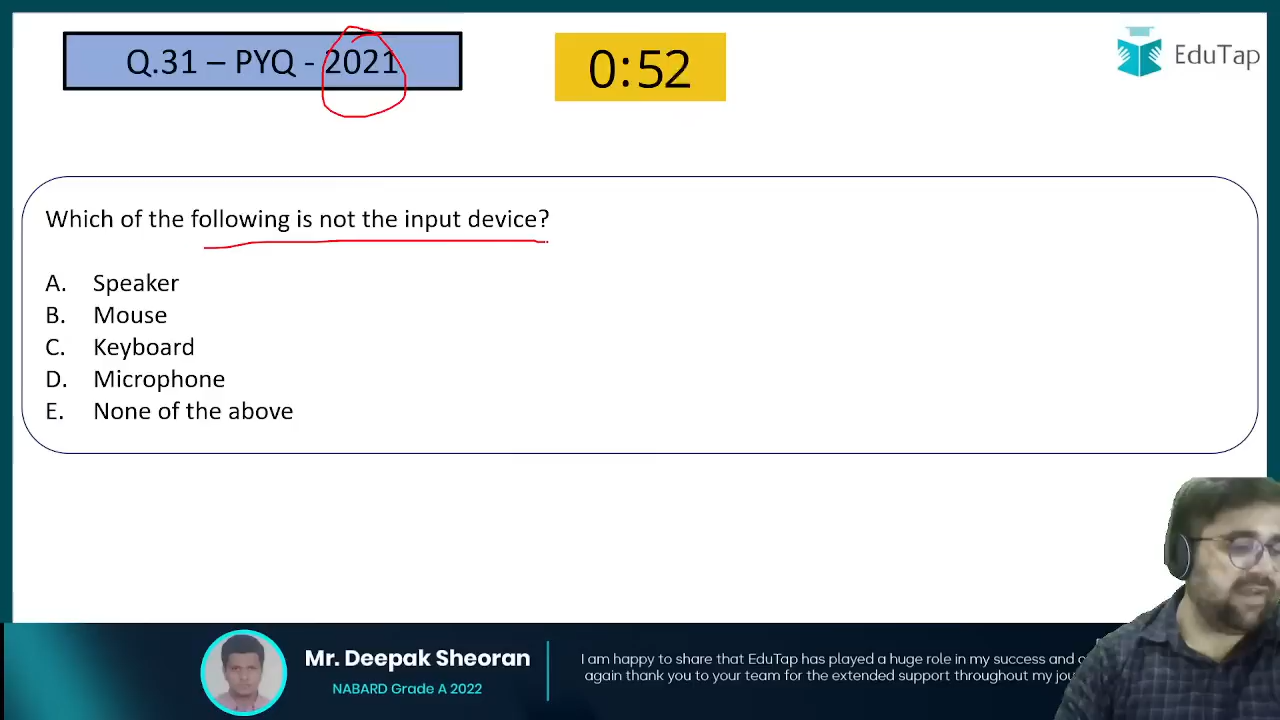 Q.31 – PYQ - 2021
0:52
EduTap
Which of the following is not the input device?
A. Speaker
B. Mouse
C. Keyboard
D. Microphone
E. None of the above
Mr. Deepak Sheoran
NABARD Grade A 2022
I am happy to share that EduTap has played a huge role in my success and
again thank you to your team for the extended support throughout my